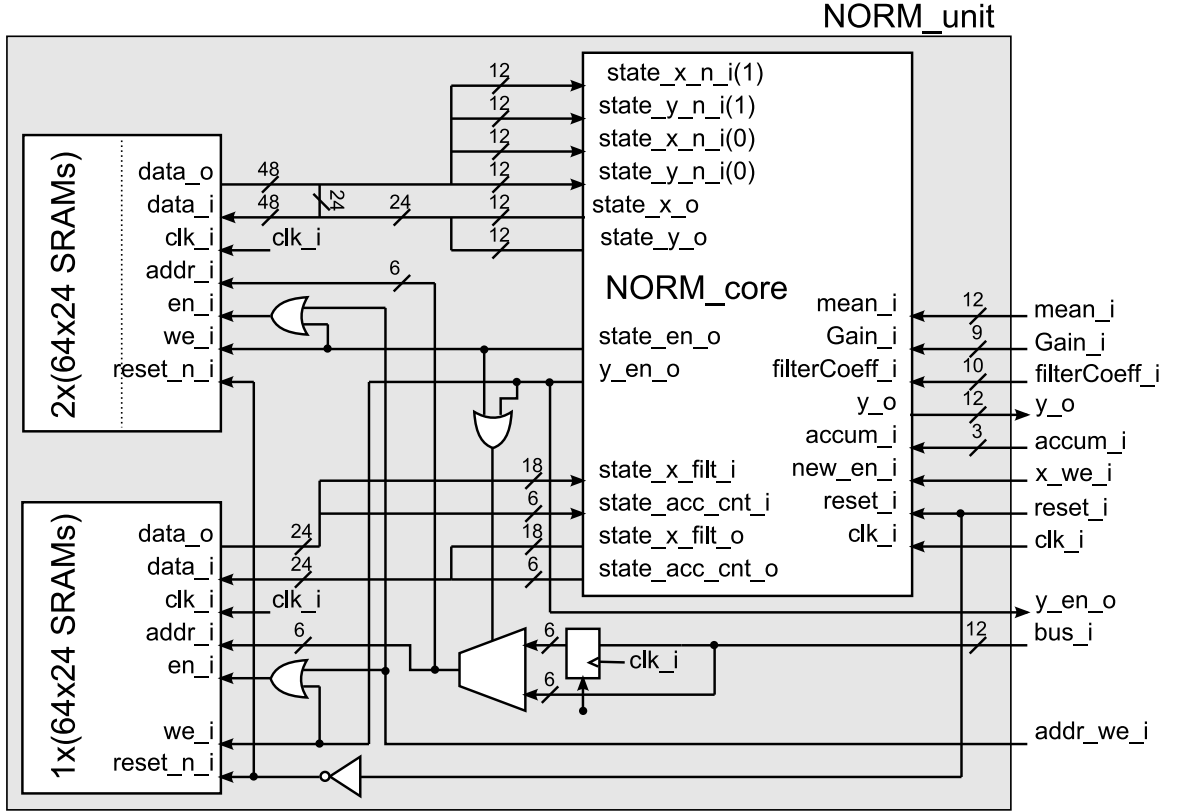 NORM_unit
2x(64x24 SRAMs)
data_o
data_i
clk_i
addr_i
en_i
we_i
reset_n_i
48
48
24
24
clk_i
6
12
12
12
12
12
12
state_x_n_i(1)
state_y_n_i(1)
state_x_n_i(0)
state_y_n_i(0)
state_x_o
state_y_o
NORM_core
state_en_o
y_en_o
state_x_filt_i
state_acc_cnt_i
state_x_filt_o
state_acc_cnt_o
18
6
18
6
mean_i
Gain_i
filterCoeff_i
y_o
accum_i
new_en_i
reset_i
clk_i
12
9
10
12
3
mean_i
Gain_i
filterCoeff_i
y_o
accum_i
x_we_i
reset_i
clk_i
y_en_o
12
bus_i
addr_we_i
1x(64x24 SRAMs)
data_o
data_i
clk_i
addr_i
en_i
we_i
reset_n_i
24
24
clk_i
6
6
6
clk_i